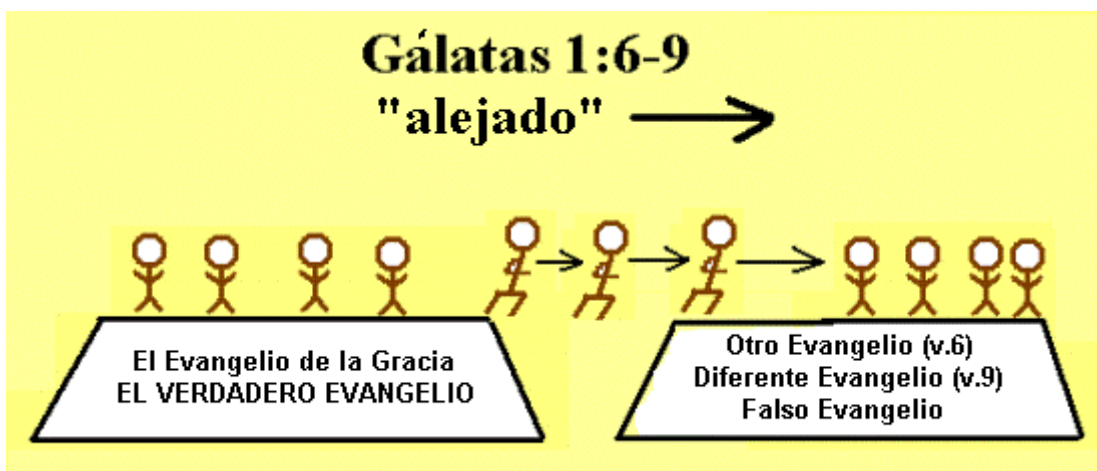 Gálatas 1:6-9
"alejado"
El Evangelio de la Gracia
EL VERDADERO EVANGELIO
Otro Evangelio (v.6)
Diferente Evangelio (v.9)
Falso Evangelio